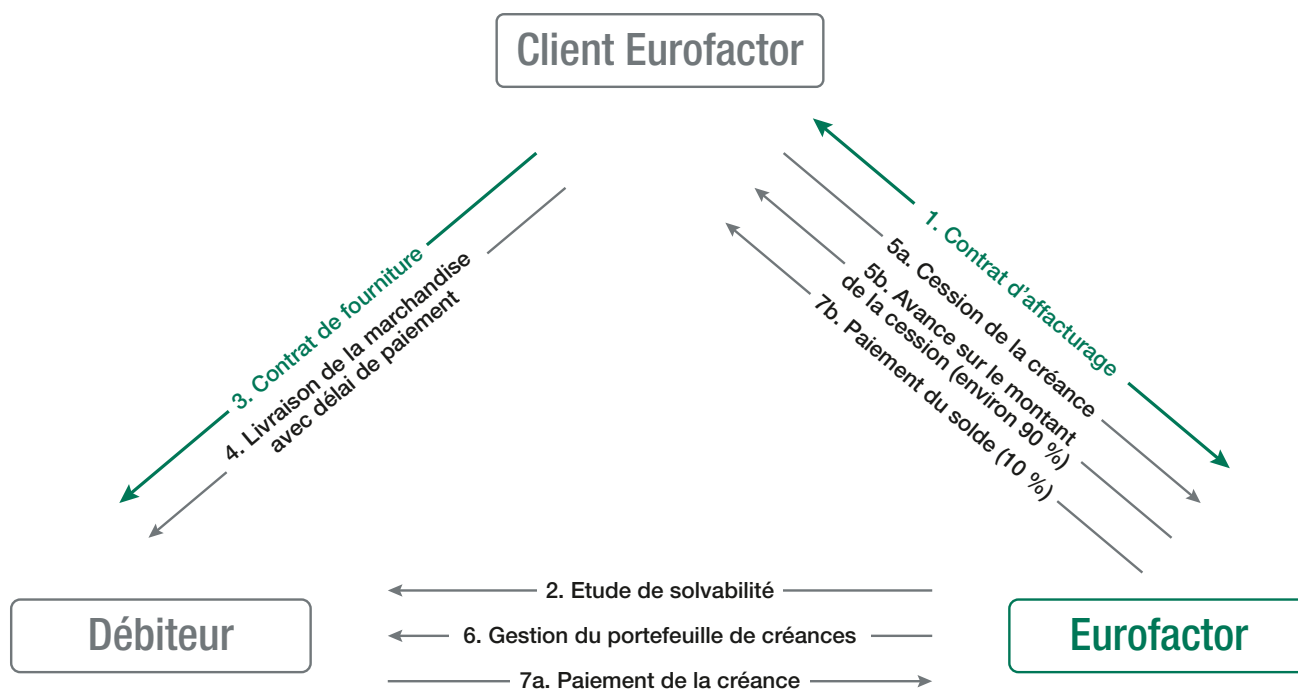 Client Eurofactor
1. Contrat d'affacturage
5a. Cession de la créance
5b. Avance sur le montant
de la cession (environ 90 %)
7b. Paiement du solde (10 %)
3. Contrat de fourniture
4. Livraison de la marchandise
avec délai de paiement
2. Etude de solvabilité
6. Gestion du portefeuille de créances
7a. Paiement de la créance
Débiteur
Eurofactor